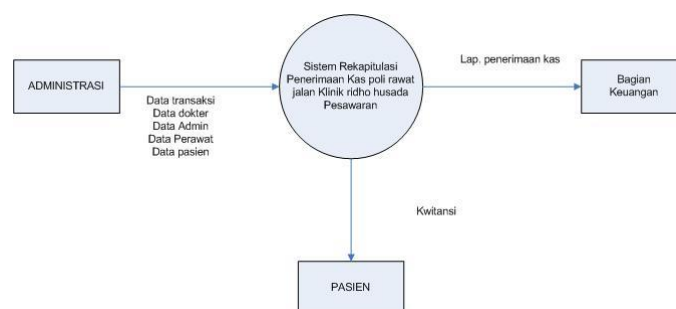 ADMINISTRASI
Data transaksi
Data dokter
Data Admin
Data Perawat
Data pasien
Sistem Rekapitulasi
Penerimaan Kas poli rawat
jalan Klinik ridho husada
Pesawaran
Lap. penerimaan kas
Bagian
Keuangan
Kwitansi
PASIEN